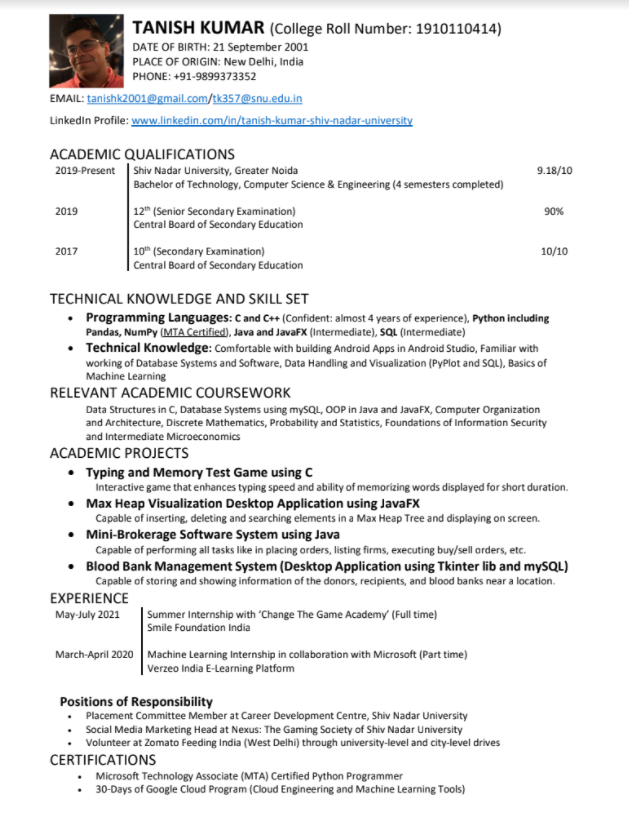 TANISH KUMAR (College Roll Number: 1910110414)
DATE OF BIRTH: 21 September 2001
PLACE OF ORIGIN: New Delhi, India
PHONE: +91-9899373352
EMAIL: tanishk2001@gmail.com/tk357@snu.edu.in
LinkedIn Profile: www.linkedin.com/in/tanish-kumar-shiv-nadar-university
ACADEMIC QUALIFICATIONS
2019-Present Shiv Nadar University, Greater Noida 9.18/10
Bachelor of Technology, Computer Science & Engineering (4 semesters completed)
2019 12th (Senior Secondary Examination) 90%
Central Board of Secondary Education
2017 10th (Secondary Examination) 10/10
Central Board of Secondary Education
TECHNICAL KNOWLEDGE AND SKILL SET
• Programming Languages: C and C++ (Confident: almost 4 years of experience), Python including
Pandas, NumPy (MTA Certified), Java and JavaFX (Intermediate), SQL (Intermediate)
• Technical Knowledge: Comfortable with building Android Apps in Android Studio, Familiar with
working of Database Systems and Software, Data Handling and Visualization (PyPlot and SQL), Basics of
Machine Learning
RELEVANT ACADEMIC COURSEWORK
Data Structures in C, Database Systems using mySQL, OOP in Java and JavaFX, Computer Organization
and Architecture, Discrete Mathematics, Probability and Statistics, Foundations of Information Security
and Intermediate Microeconomics
ACADEMIC PROJECTS
• Typing and Memory Test Game using C
Interactive game that enhances typing speed and ability of memorizing words displayed for short duration.
• Max Heap Visualization Desktop Application using JavaFX
Capable of inserting, deleting and searching elements in a Max Heap Tree and displaying on screen.
• Mini-Brokerage Software System using Java
Capable of performing all tasks like in placing orders, listing firms, executing buy/sell orders, etc.
• Blood Bank Management System (Desktop Application using Tkinter lib and mySQL)
Capable of storing and showing information of the donors, recipients, and blood banks near a location.
EXPERIENCE
May-July 2021 Summer Internship with ‘Change The Game Academy’ (Full time)
Smile Foundation India
March-April 2020 Machine Learning Internship in collaboration with Microsoft (Part time)
Verzeo India E-Learning Platform
Positions of Responsibility
• Placement Committee Member at Career Development Centre, Shiv Nadar University
• Social Media Marketing Head at Nexus: The Gaming Society of Shiv Nadar University
• Volunteer at Zomato Feeding India (West Delhi) through university-level and city-level drives
CERTIFICATIONS
• Microsoft Technology Associate (MTA) Certified Python Programmer
• 30-Days of Google Cloud Program (Cloud Engineering and Machine Learning Tools)